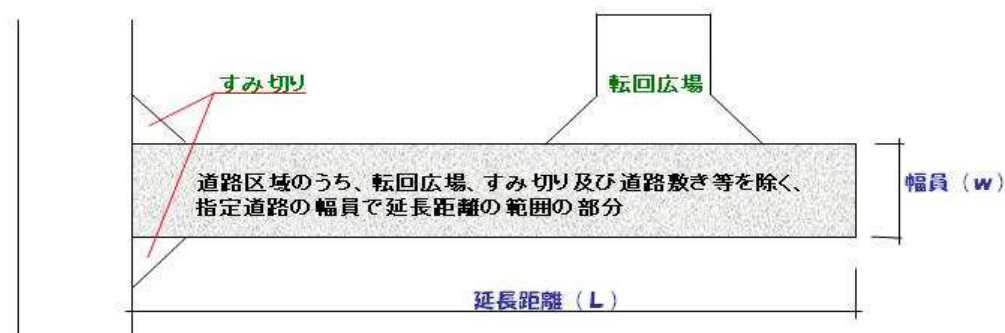 すみ切り
転回広場
道路区域のうち、転回広場、すみ切り及び道路敷き等を除く、
指定道路の幅員で延長距離の範囲の部分
幅員（w）
延長距離（L）